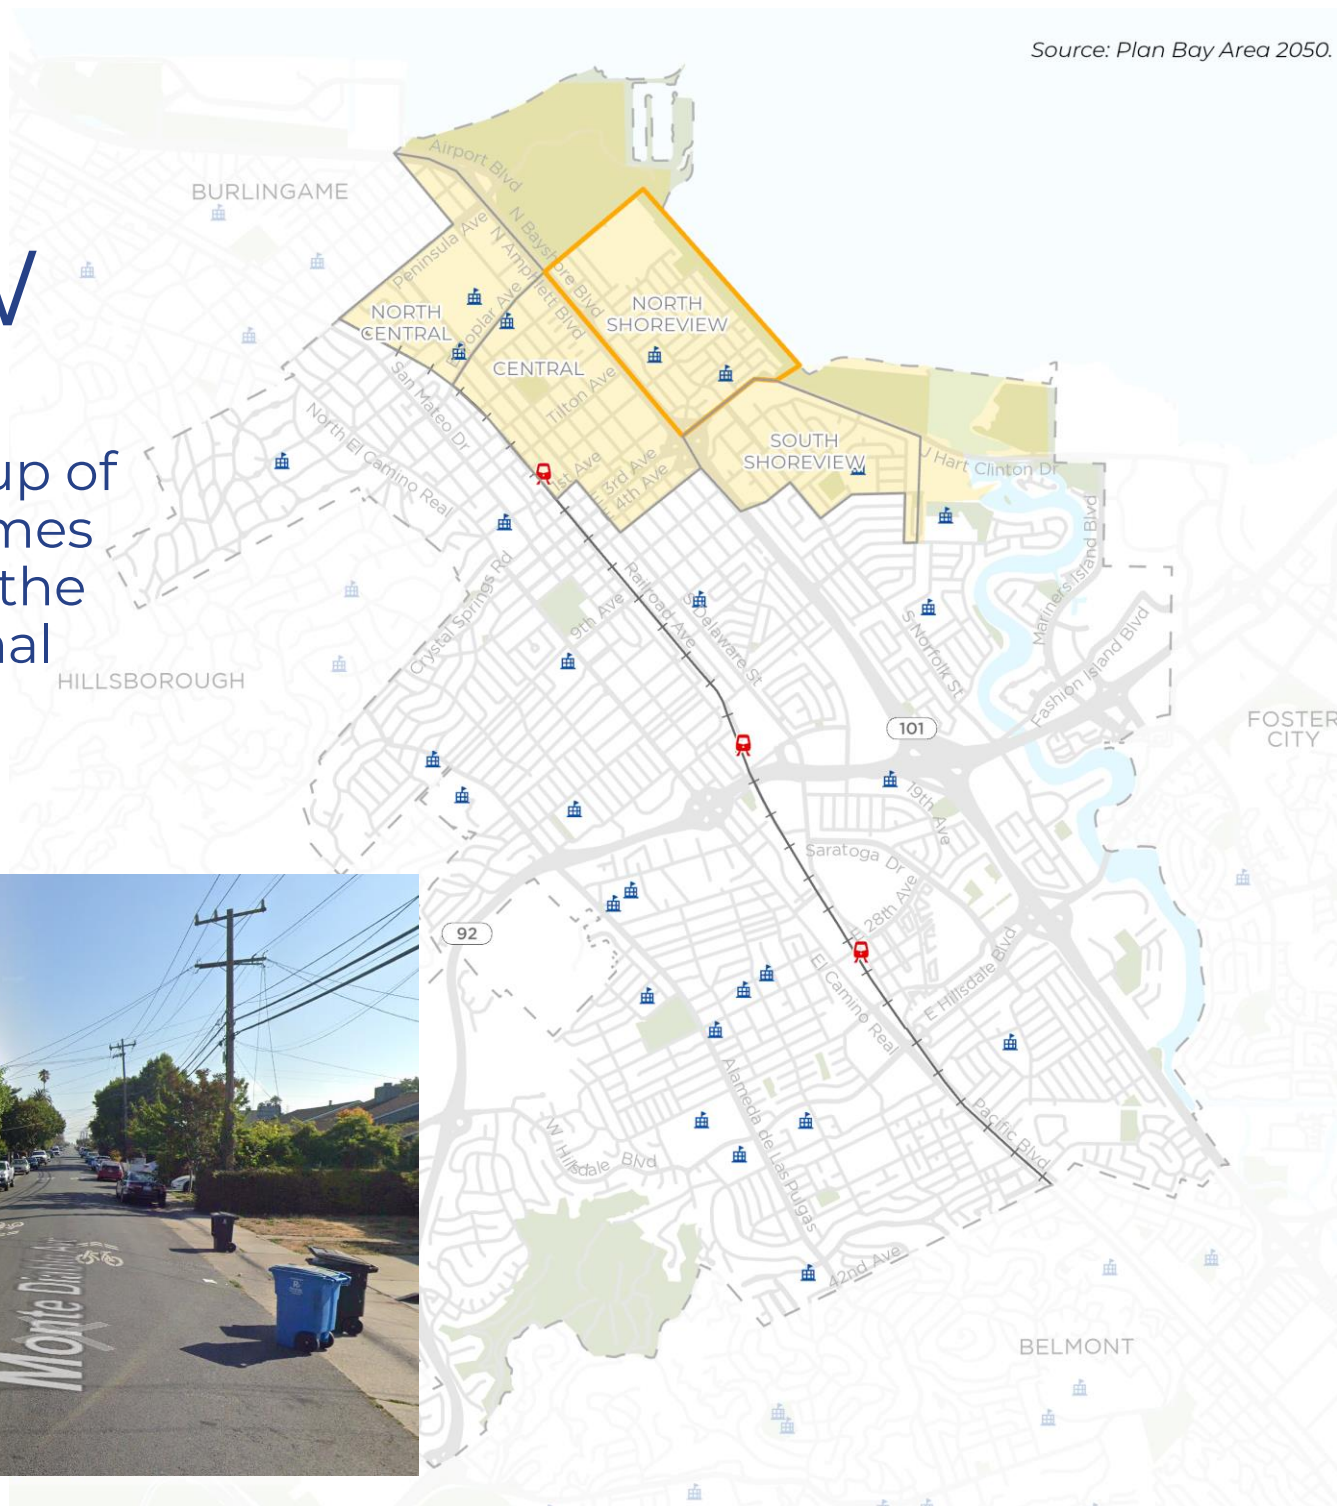 Source: Plan Bay Area 2050.
Airport Blvd
BURLINGAME
Peninsula Ave
N Bayshore Blvd
N Amphlett Blvd
NORTH
CENTRAL
NORTH
SHOREVIEW
CENTRAL
Tilton Ave
San Mateo Dr
North El Camino Real
up of
mes
the
nal
SOUTH
SHOREVIEW
J Hart Clinton Dr
1st Ave
3rd Ave
4th Ave
Mariners Island Blvd
Crystal Springs Rd
9th Ave
Railroad Ave
S Delaware St
S Norfolk St
Fashion Island Blvd
HILLSBOROUGH
101
FOSTER
CITY
19th Ave
Saratoga Dr
92
E 28th Ave
El Camino Real
E Hillsdale Blvd
Alameda de Las Pulgas
Pacific Blvd
W Hillsdale Blvd
42nd Ave
Monte Diablo Ave
BELMONT